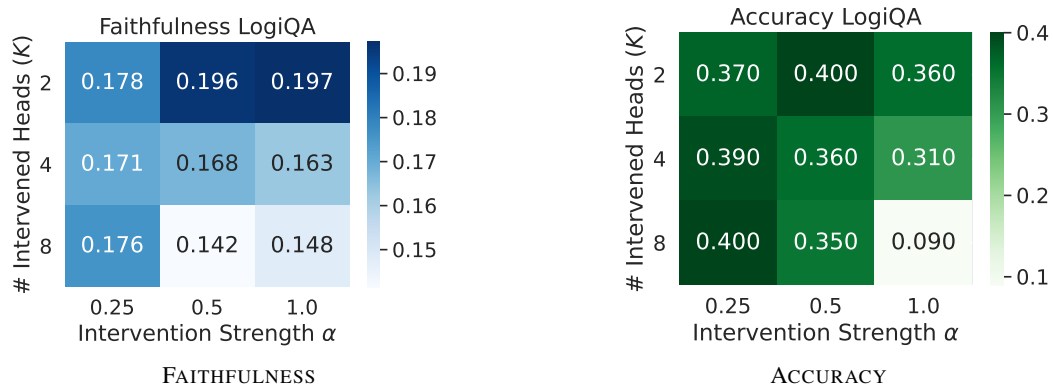 Faithfulness LogiQA
# Intervened Heads (K)
2
0.178 0.196 0.197
4
0.171 0.168 0.163
8
0.176 0.142 0.148
0.25 0.5 1.0
Intervention Strength α
0.19
0.18
0.17
0.16
0.15
FAITHFULNESS
Accuracy LogiQA
# Intervened Heads (K)
2
0.370 0.400 0.360
4
0.390 0.360 0.310
8
0.400 0.350 0.090
0.25 0.5 1.0
Intervention Strength α
0.4
0.3
0.2
0.1
ACCURACY